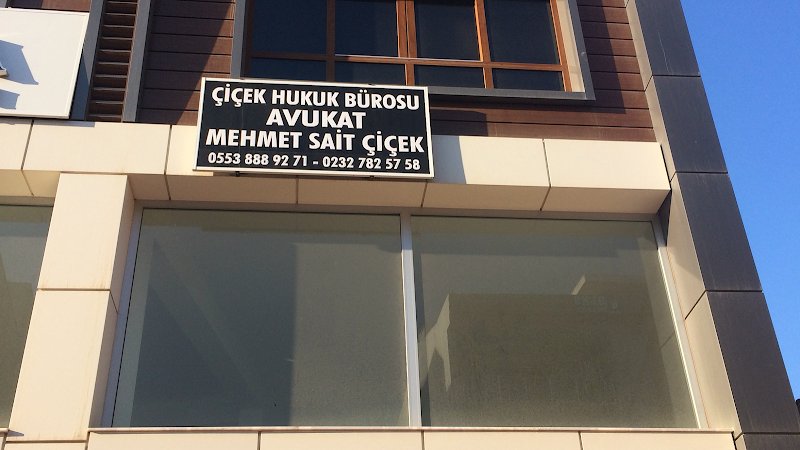 ÇİÇEK HUKUK BÜROSU
AVUKAT
MEHMET SAİT ÇİÇEK
0553 888 92 71 - 0232 782 57 58